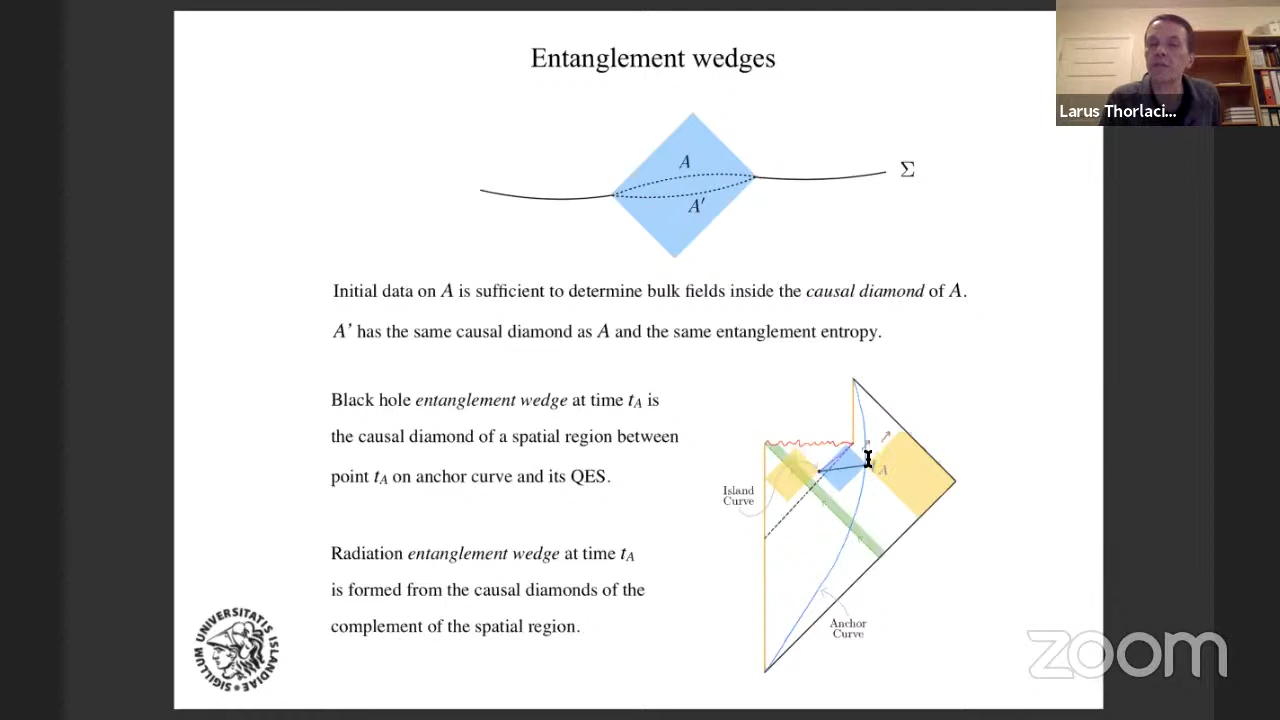 Entanglement wedges
Larus Thorlaci...
A
Σ
A'
Initial data on A is sufficient to determine bulk fields inside the causal diamond of A.
A’ has the same causal diamond as A and the same entanglement entropy.
Black hole entanglement wedge at time tA is
the causal diamond of a spatial region between
point tA on anchor curve and its QES.
A
Island
Curve
Radiation entanglement wedge at time tA
is formed from the causal diamonds of the
complement of the spatial region.
Anchor
Curve
SIGILLUM UNIVERSITATIS ISLANDIAE
zoom